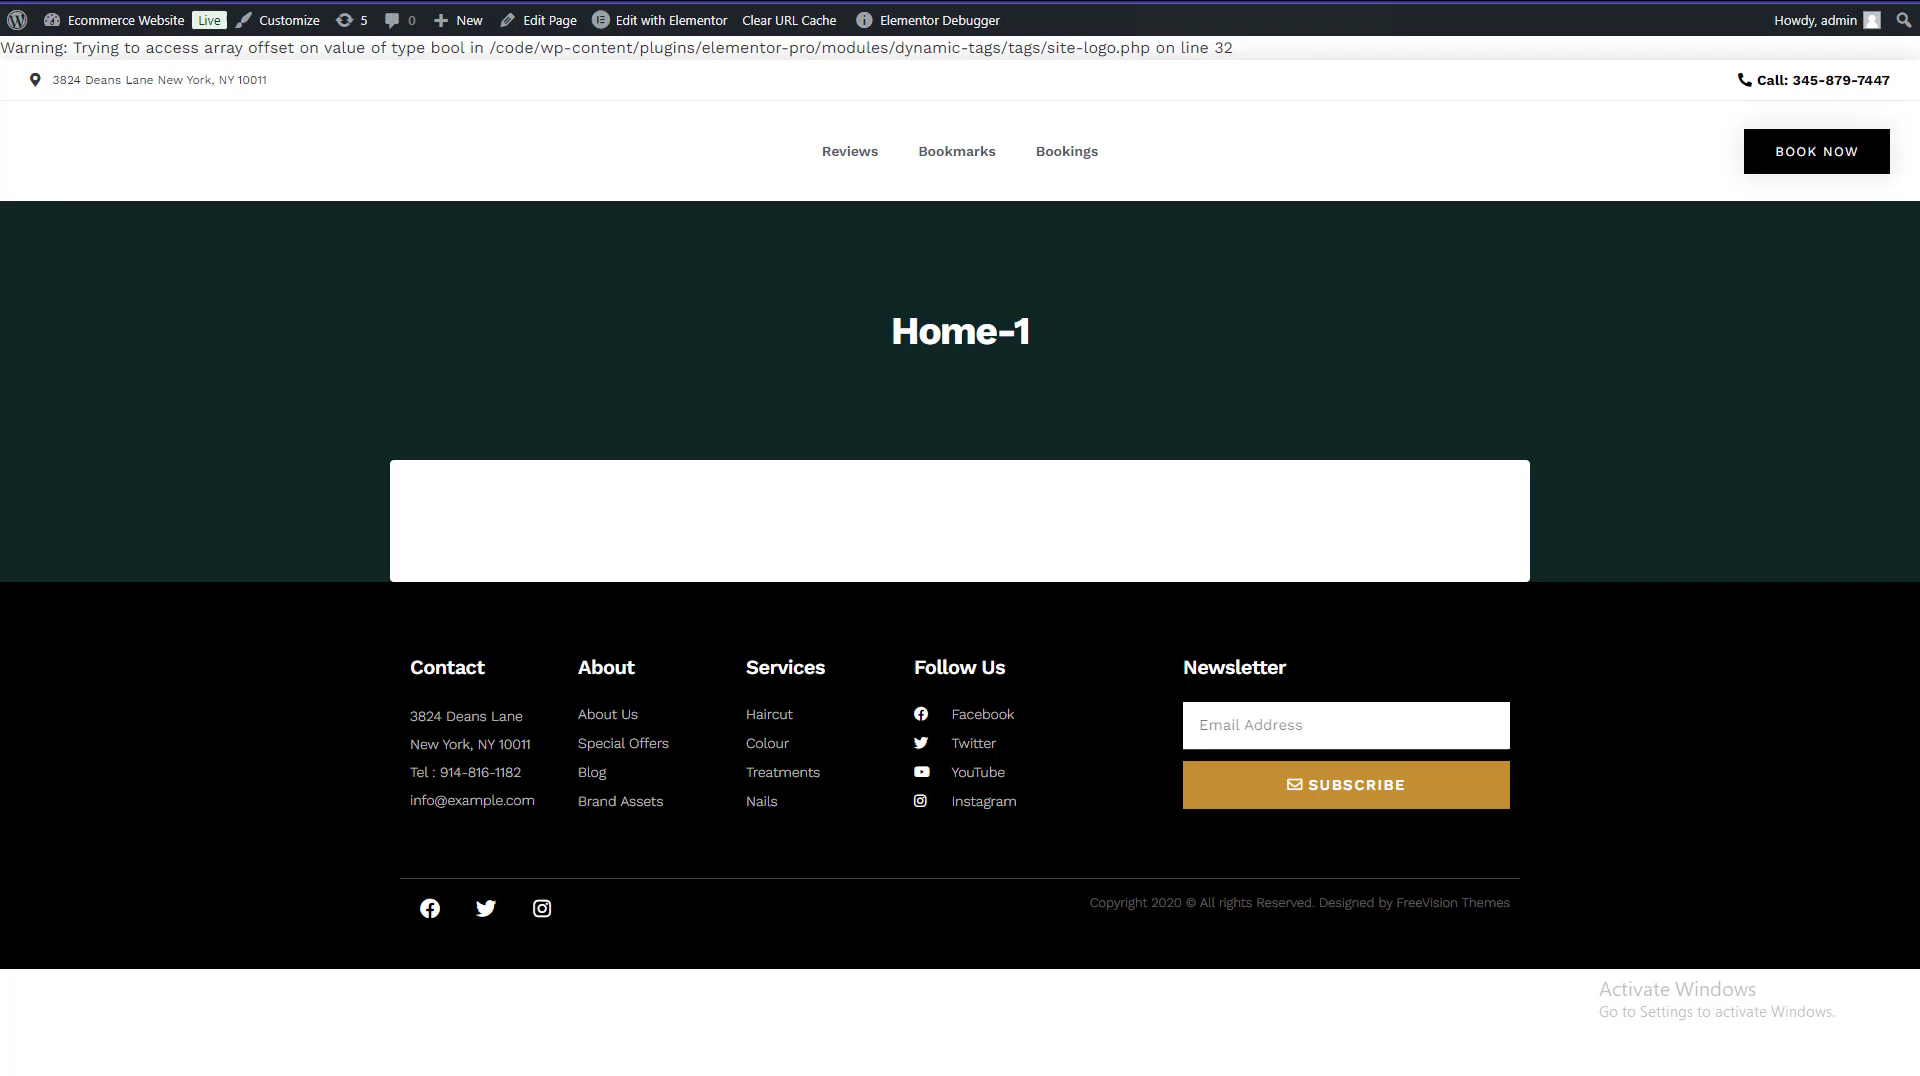 Ecommerce Website Live Customize 5 0 New Edit Page Edit with Elementor Clear URL Cache Elementor Debugger Howdy, admin
Warning: Trying to access array offset on value of type bool in /code/wp-content/plugins/elementor-pro/modules/dynamic-tags/tags/site-logo.php on line 32
3824 Deans Lane New York, NY 10011 Call: 345-879-7447
Reviews Bookmarks Bookings BOOK NOW
Home-1
Contact
3824 Deans Lane
New York, NY 10011
Tel : 914-816-1182
info@example.com
About
About Us
Special Offers
Blog
Brand Assets
Services
Haircut
Colour
Treatments
Nails
Follow Us
Facebook
Twitter
YouTube
Instagram
Newsletter
Email Address
SUBSCRIBE
Copyright 2020 © All rights Reserved. Designed by FreeVision Themes
Activate Windows
Go to Settings to activate Windows.